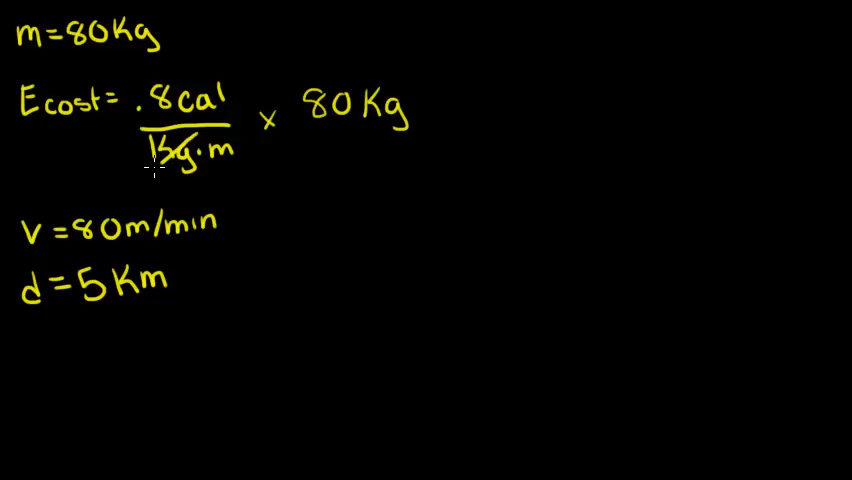 m=80Kg
Ecost= .8cal × 80Kg
Kg·m
v=80m/min
d=5Km